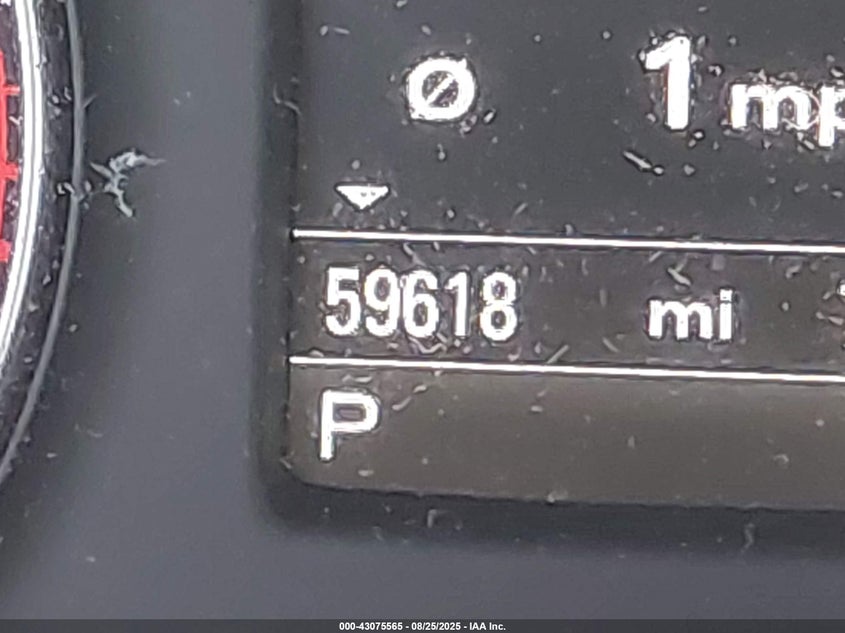 Ø 1 mp
59618 mi
P
000-43075565 - 08/25/2025 - IAA Inc.